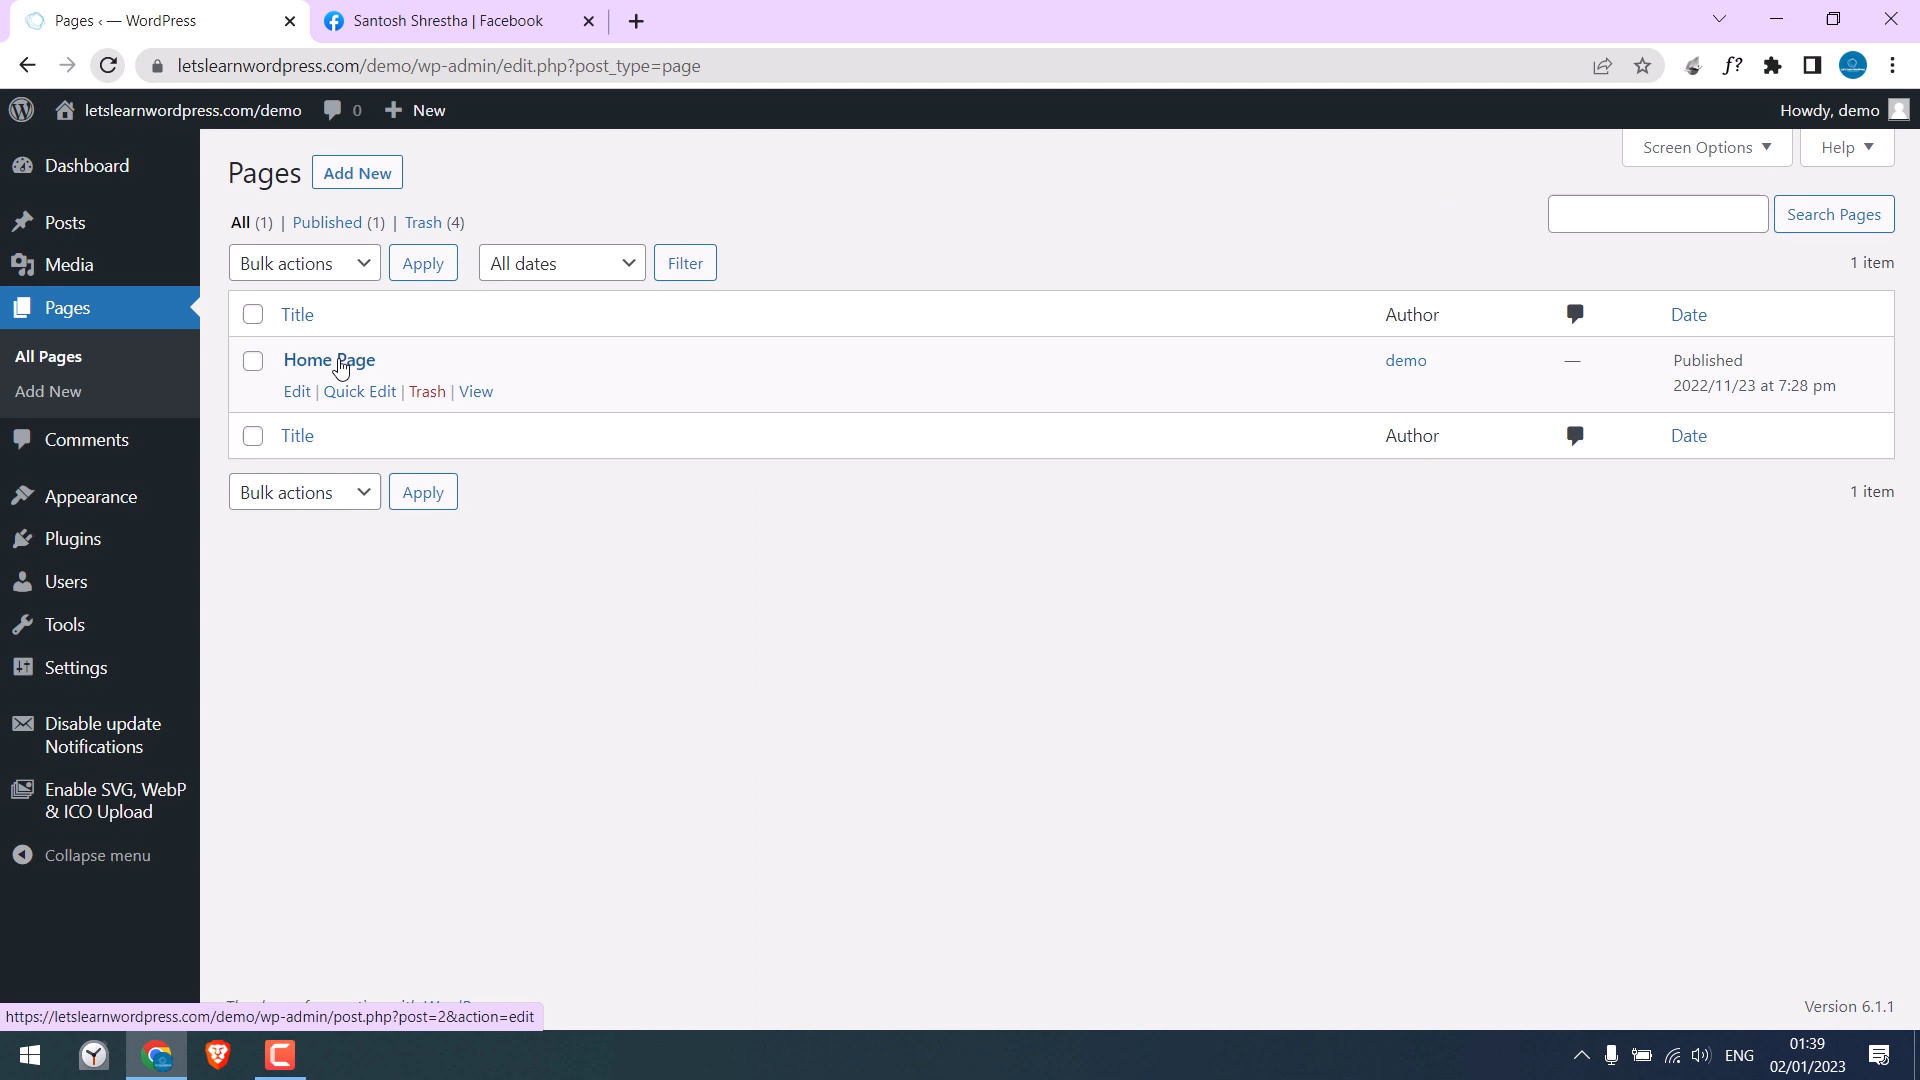 Pages ‹ — WordPress
Santosh Shrestha | Facebook
letslearnwordpress.com/demo/wp-admin/edit.php?post_type=page
f?
letslearnwordpress.com/demo
0
New
Howdy, demo
Dashboard
Posts
Media
Pages
All Pages
Add New
Comments
Appearance
Plugins
Users
Tools
Settings
Disable update
Notifications
Enable SVG, WebP
& ICO Upload
Collapse menu
Screen Options
Help
Pages
Add New
All (1) | Published (1) | Trash (4)
Search Pages
Bulk actions
Apply
All dates
Filter
1 item
Title
Author
Date
Home Page
Edit | Quick Edit | Trash | View
demo
—
Published
2022/11/23 at 7:28 pm
Title
Author
Date
Bulk actions
Apply
1 item
Version 6.1.1
https://letslearnwordpress.com/demo/wp-admin/post.php?post=2&action=edit
ENG
01:39
02/01/2023